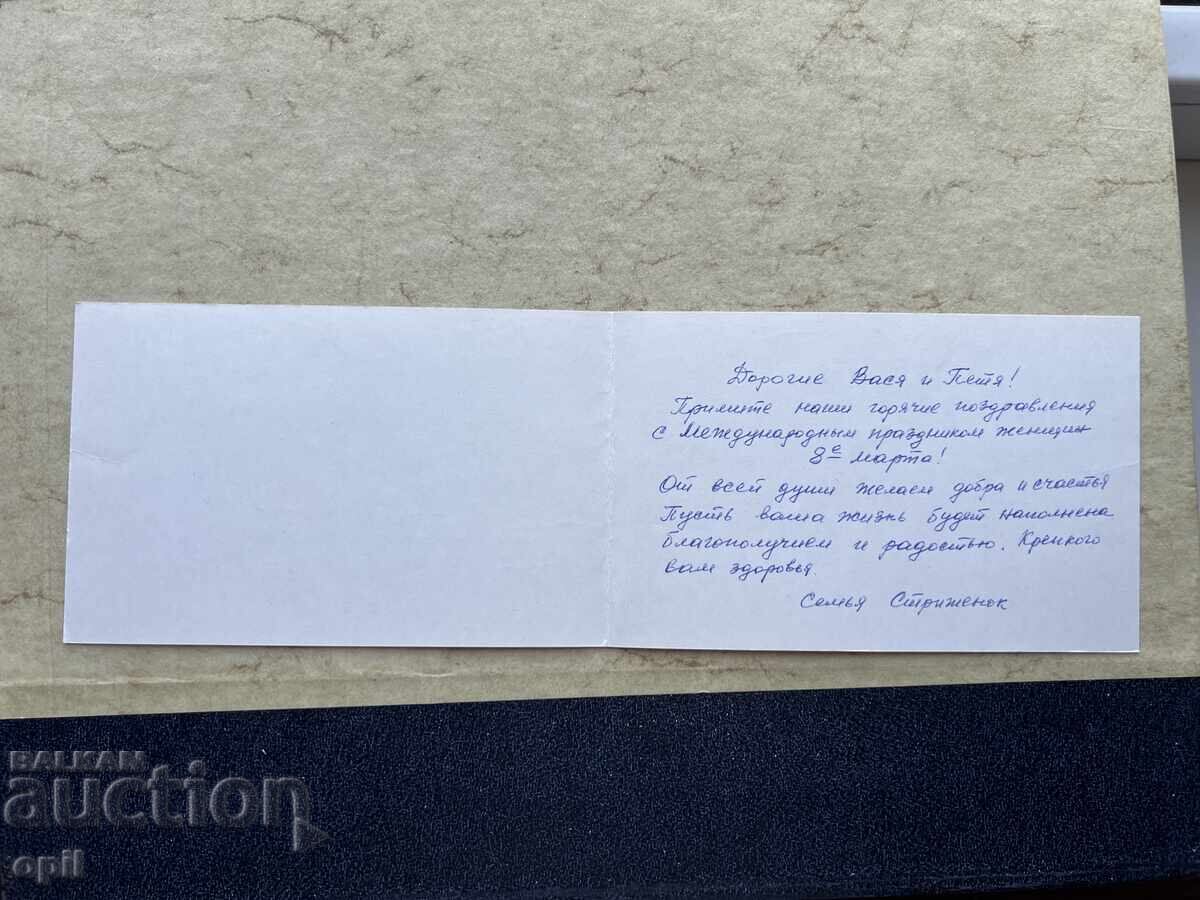 Дорогие Вася и Петя!
Примите наши горячие поздравления
с Международным праздником женщин
8е марта!
От всей души желаем добра и счастья
Пусть ваша жизнь будет наполнена
благополучием и радостью. Крепкого
вам здоровья.
Семья Стриженок
BALKAN
auction
opil